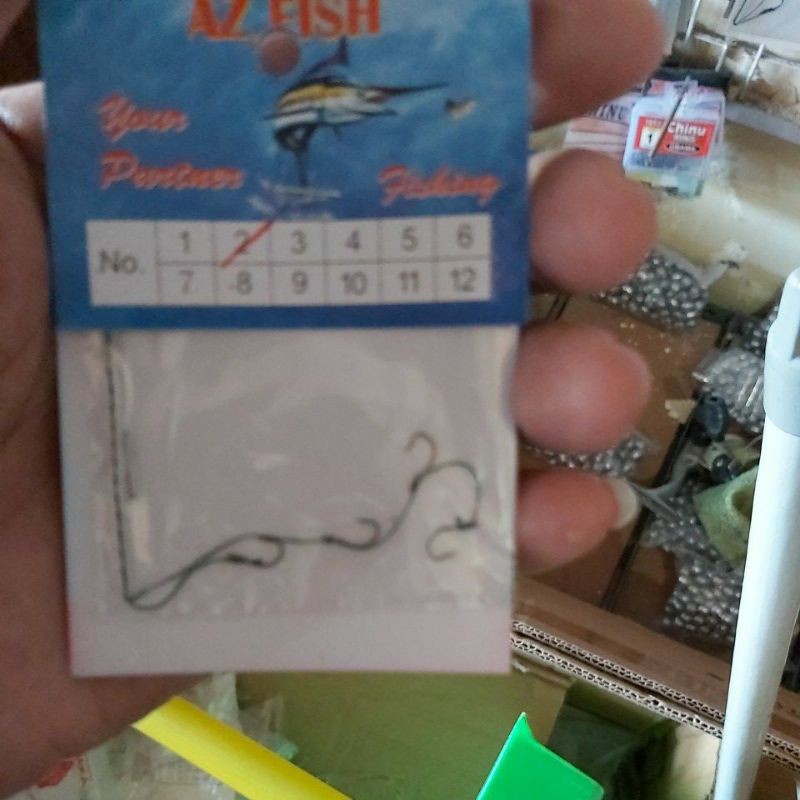 AZ FISH
Your
Partner Fishing
No. 1 2 3 4 5 6
7 8 9 10 11 12
Chinu
1